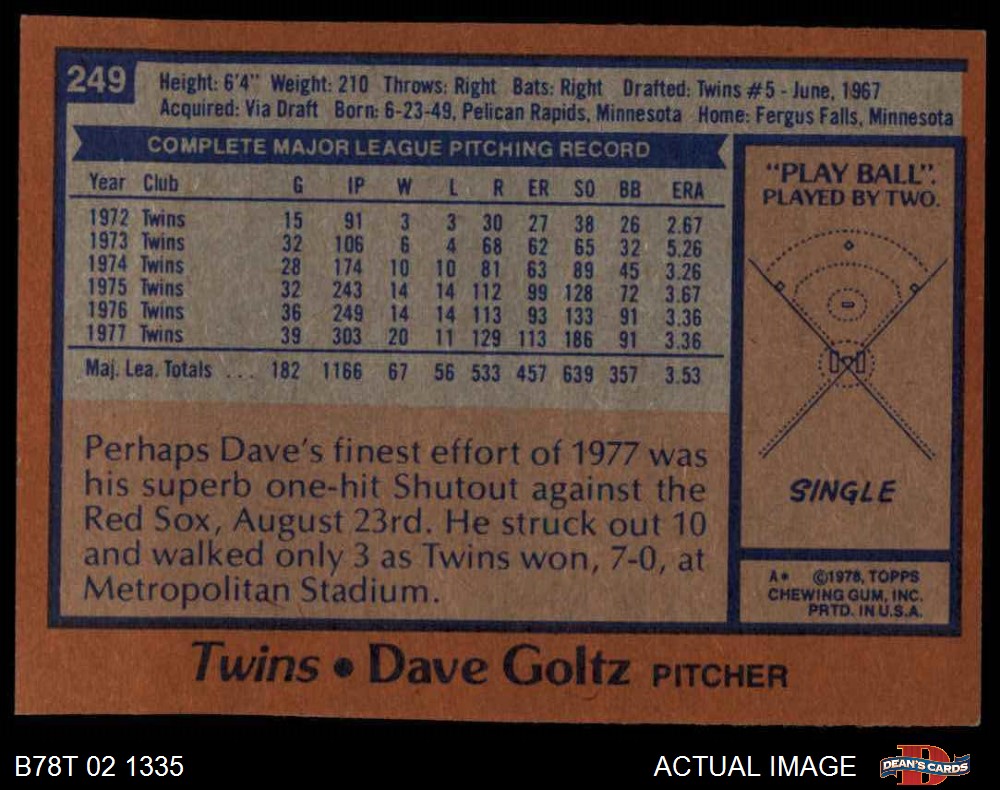 249
Height: 6'4" Weight: 210 Throws: Right Bats: Right Drafted: Twins #5 - June, 1967
Acquired: Via Draft Born: 6-23-49, Pelican Rapids, Minnesota Home: Fergus Falls, Minnesota
COMPLETE MAJOR LEAGUE PITCHING RECORD
Year Club G IP W L R ER SO BB ERA
1972 Twins 15 91 3 3 30 27 38 26 2.67
1973 Twins 32 106 6 4 68 62 65 32 5.26
1974 Twins 28 174 10 10 81 63 89 45 3.26
1975 Twins 32 243 14 14 112 99 128 72 3.67
1976 Twins 36 249 14 14 113 93 133 91 3.36
1977 Twins 39 303 20 11 129 113 186 91 3.36
Maj. Lea. Totals ... 182 1166 67 56 533 457 639 357 3.53
Perhaps Dave's finest effort of 1977 was
his superb one-hit Shutout against the
Red Sox, August 23rd. He struck out 10
and walked only 3 as Twins won, 7-0, at
Metropolitan Stadium.
"PLAY BALL".
PLAYED BY TWO.
SINGLE
A* ©1978, TOPPS
CHEWING GUM, INC.
PRTD. IN U.S.A.
Twins • Dave Goltz PITCHER
B78T 02 1335
ACTUAL IMAGE
D
DEAN'S CARDS